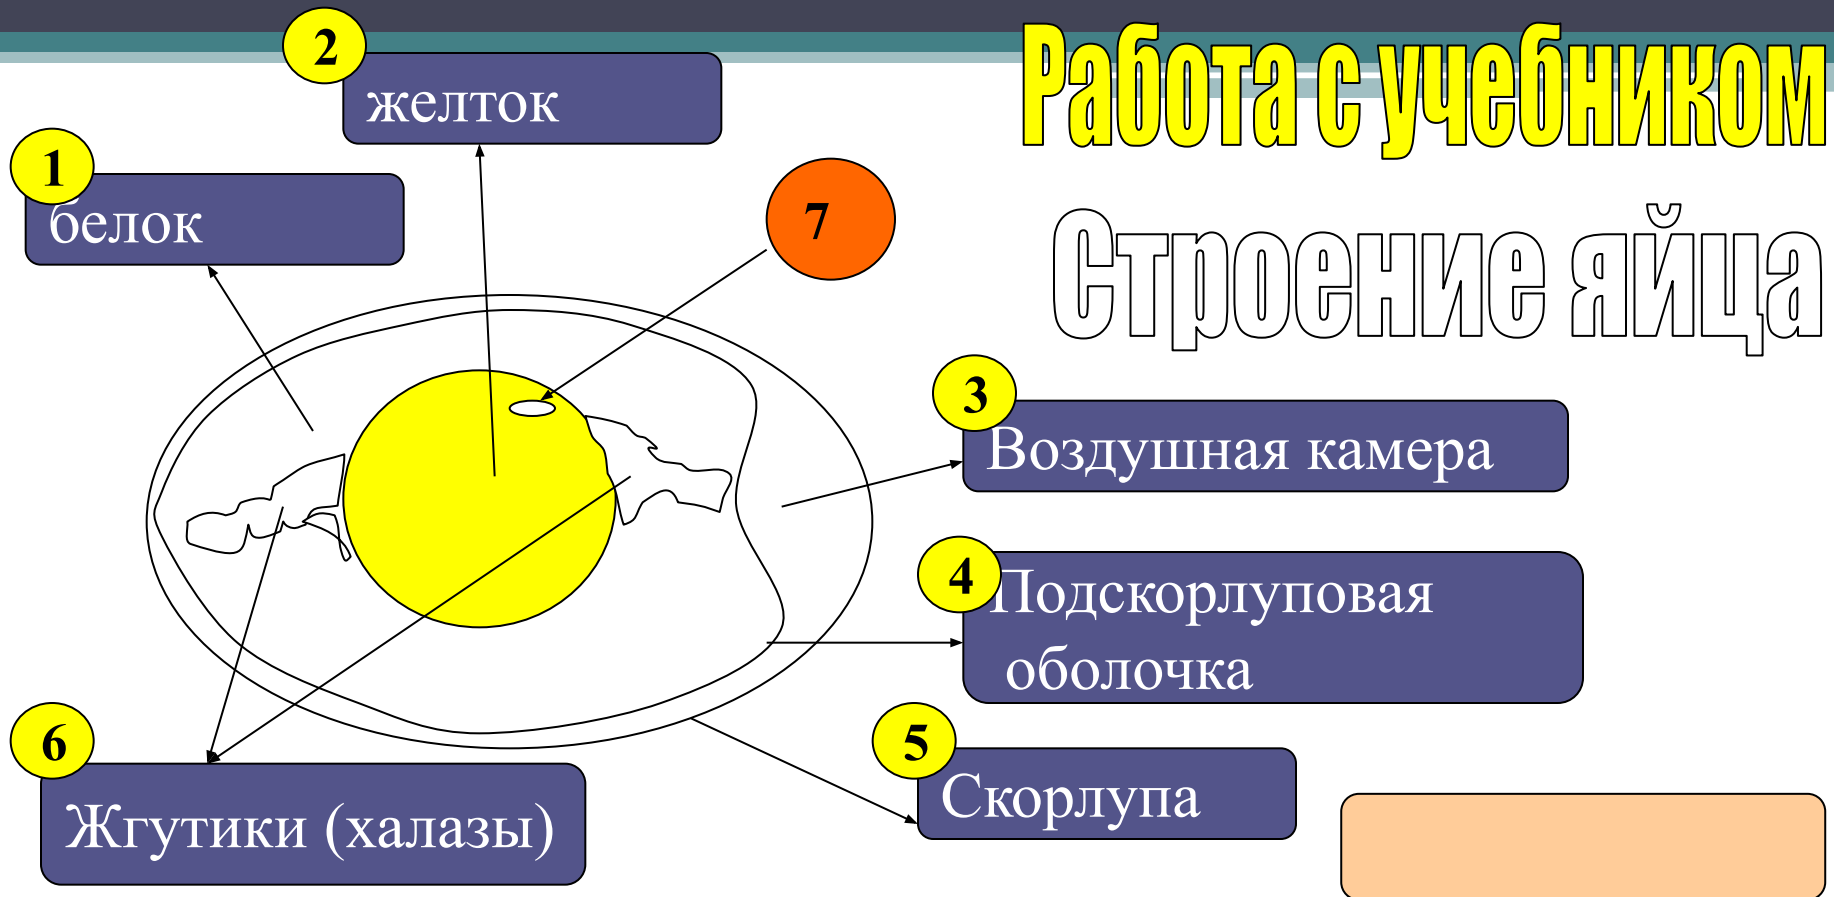 Работа с учебником
Строение яйца
2
желток
1
белок
7
3
Воздушная камера
4
Подскорлуповая
оболочка
5
Скорлупа
6
Жгутики (халазы)